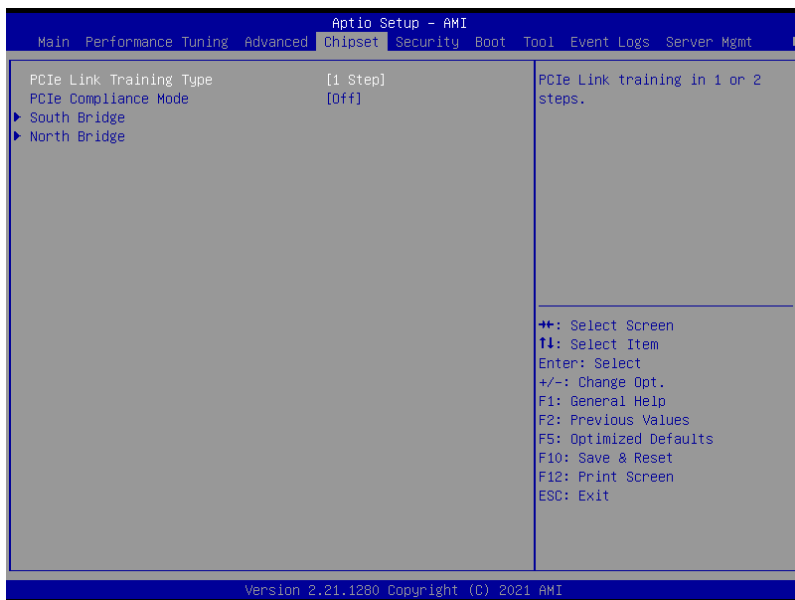 Aptio Setup – AMI
Main Performance Tuning Advanced Chipset Security Boot Tool Event Logs Server Mgmt
PCIe Link Training Type [1 Step]
PCIe Compliance Mode [Off]
South Bridge
North Bridge
PCIe Link training in 1 or 2
steps.
→←: Select Screen
↑↓: Select Item
Enter: Select
+/-: Change Opt.
F1: General Help
F2: Previous Values
F5: Optimized Defaults
F10: Save & Reset
F12: Print Screen
ESC: Exit
Version 2.21.1280 Copyright (C) 2021 AMI